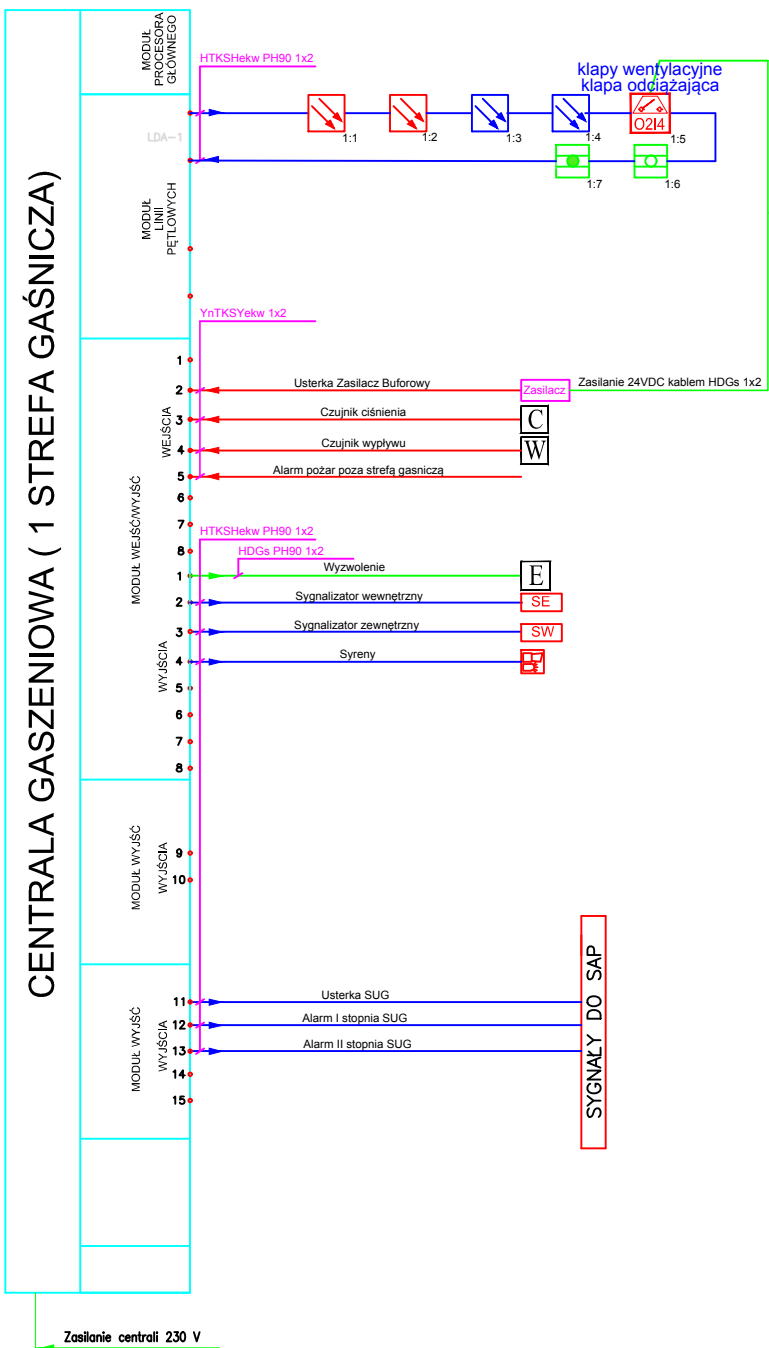 CENTRALA GASZENIOWA ( 1 STREFA GAŚNICZA)
MODUŁ
PROCESORA
GŁÓWNEGO
HTKSHekw PH90 1x2
klapy wentylacyjne
klapa odciążająca
LDA-1
O2I4
1:1
1:2
1:3
1:4
1:5
1:7
1:6
MODUŁ
LINII
PĘTLOWYCH
YnTKSYekw 1x2
MODUŁ WEJŚĆ/WYJŚĆ
WEJŚCIA
1
2
Usterka Zasilacz Buforowy
Zasilacz
Zasilanie 24VDC kablem HDGs 1x2
3
Czujnik ciśnienia
C
4
Czujnik wypływu
W
5
Alarm pożar poza strefą gasniczą
6
7
8
HTKSHekw PH90 1x2
HDGs PH90 1x2
WYJŚCIA
1
Wyzwolenie
E
2
Sygnalizator wewnętrzny
SE
3
Sygnalizator zewnętrzny
SW
4
Syreny
5
6
7
8
MODUŁ WYJŚĆ
WYJŚCIA
9
10
MODUŁ WYJŚĆ
WYJŚCIA
11
Usterka SUG
12
Alarm I stopnia SUG
13
Alarm II stopnia SUG
14
15
SYGNAŁY DO SAP
Zasilanie centrali 230 V